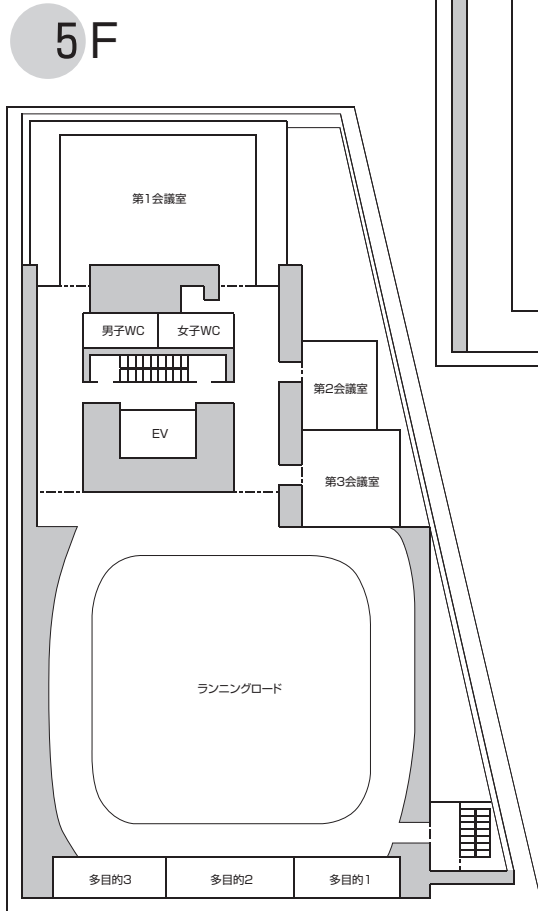 5F
第1会議室
男子WC 女子WC
第2会議室
EV
第3会議室
ランニングロード
多目的3 多目的2 多目的1